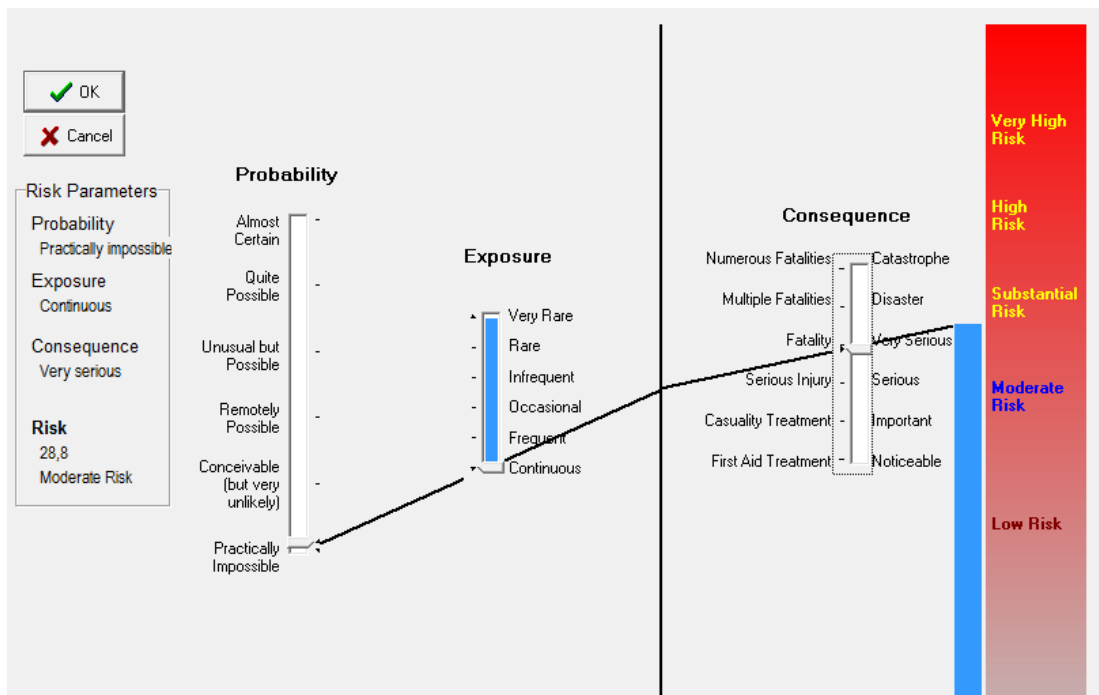 OK
Cancel
Risk Parameters
Probability
Practically impossible
Exposure
Continuous
Consequence
Very serious
Risk
28,8
Moderate Risk
Probability
Almost
Certain
Quite
Possible
Unusual but
Possible
Remotely
Possible
Conceivable
(but very
unlikely)
Practically
Impossible
Exposure
Very Rare
Rare
Infrequent
Occasional
Frequent
Continuous
Consequence
Numerous Fatalities
Catastrophe
Multiple Fatalities
Disaster
Fatality
Very Serious
Serious Injury
Serious
Casuality Treatment
Important
First Aid Treatment
Noticeable
Very High
Risk
High
Risk
Substantial
Risk
Moderate
Risk
Low Risk